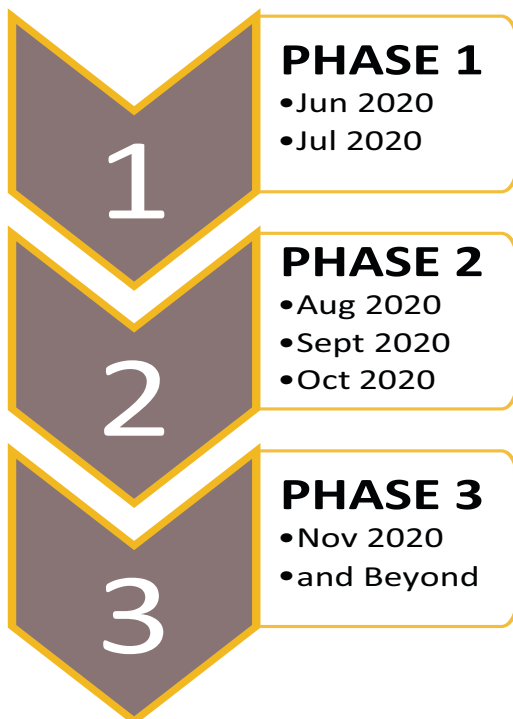 1
PHASE 1
•Jun 2020
•Jul 2020
2
PHASE 2
•Aug 2020
•Sept 2020
•Oct 2020
3
PHASE 3
•Nov 2020
•and Beyond